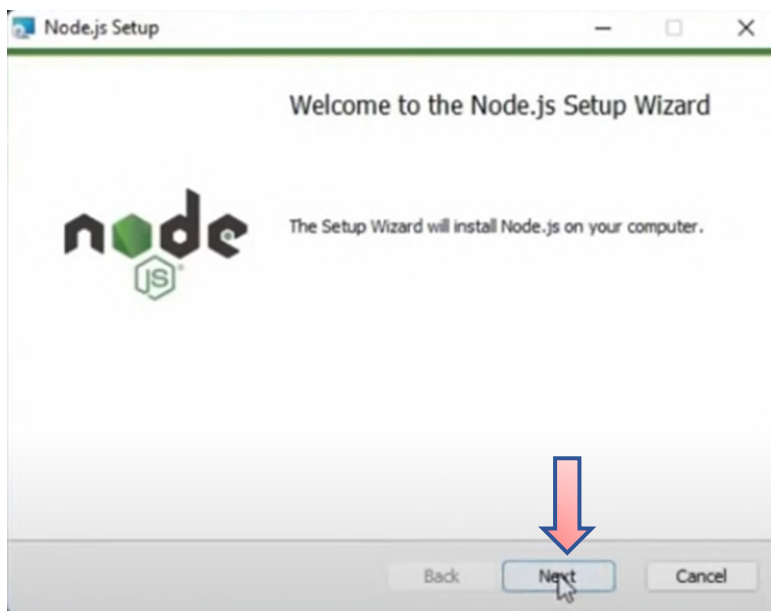 Node.js Setup
Welcome to the Node.js Setup Wizard
node
JS
The Setup Wizard will install Node.js on your computer.
Back Next Cancel